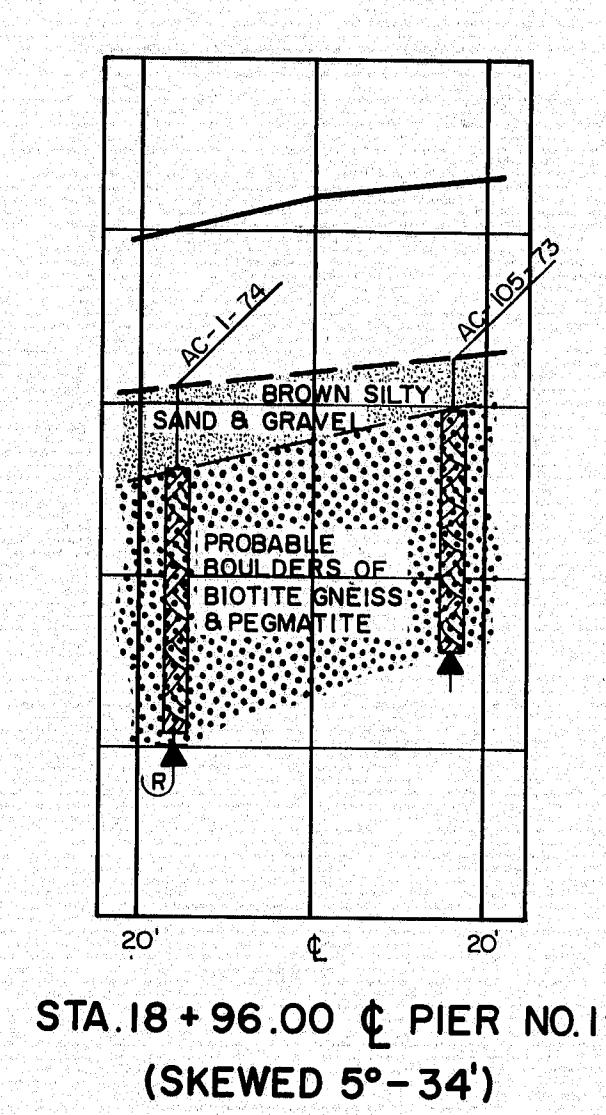 AC-1-74
AC-105-73
BROWN SILTY
SAND & GRAVEL
PROBABLE
BOULDERS OF
BIOTITE GNEISS
& PEGMATITE
R
20' ℄ 20'
STA.18+96.00 ℄ PIER NO.1
(SKEWED 5°-34')